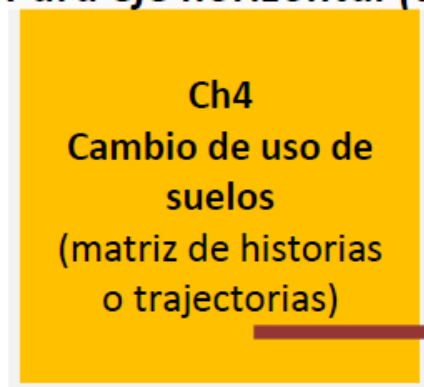 Ch4
Cambio de uso de
suelos
(matriz de historias
o trajectorias)